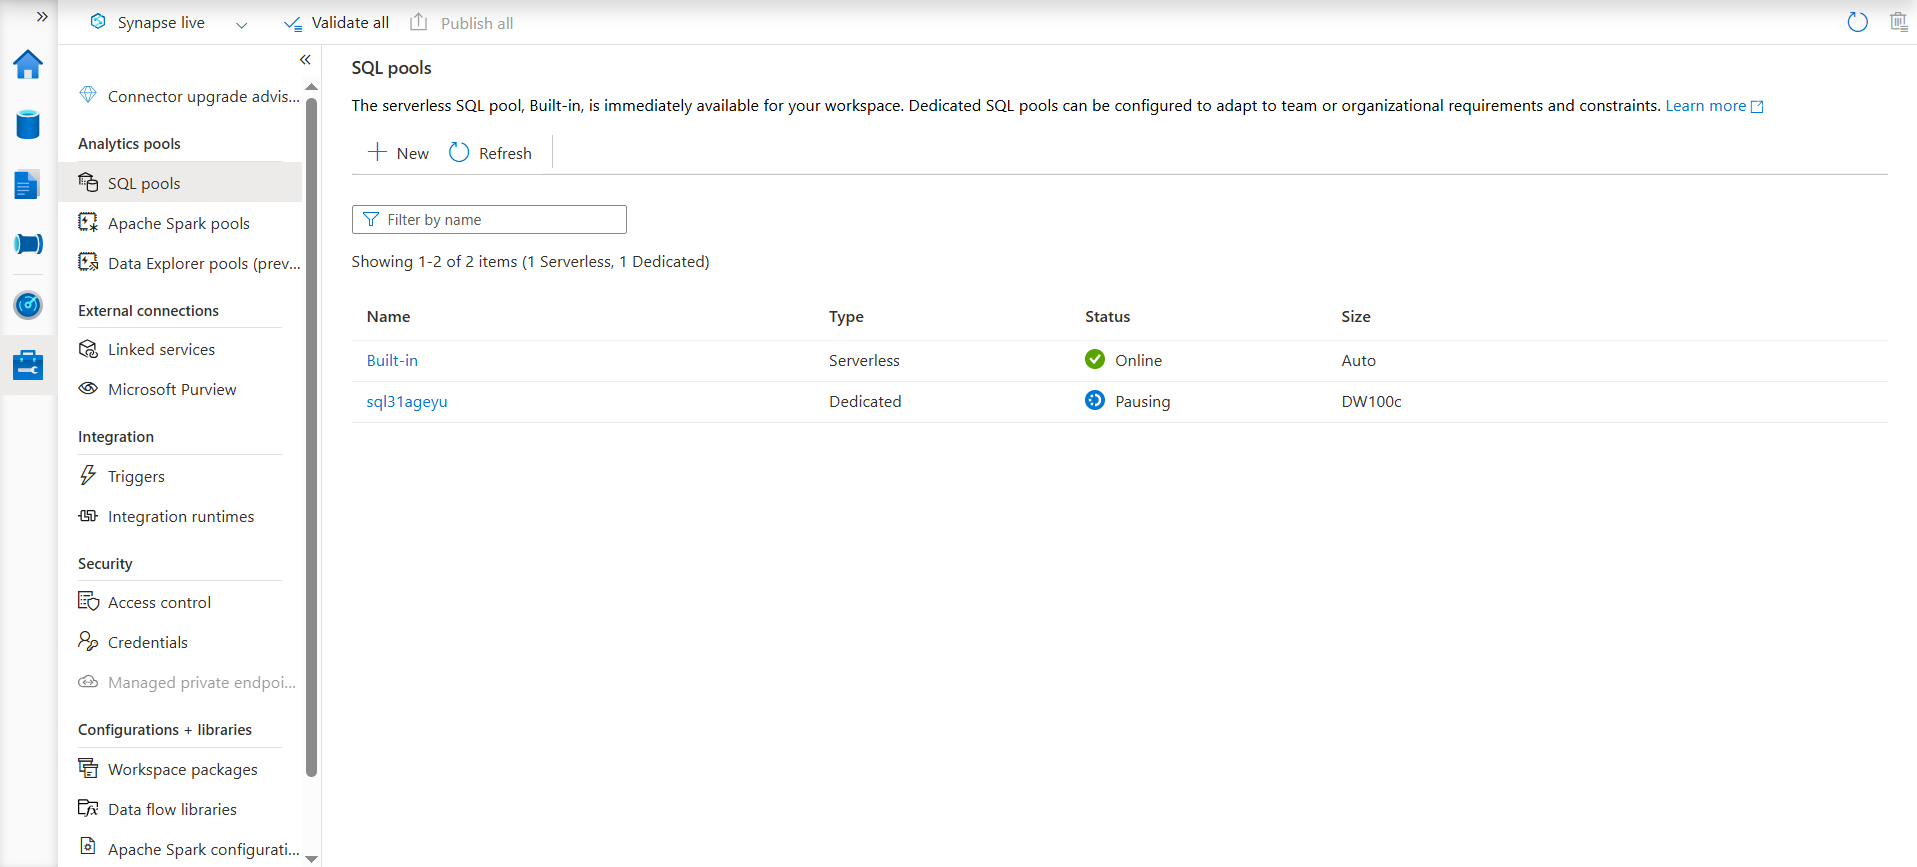 Synapse live
Validate all
Publish all
Connector upgrade advis...
Analytics pools
SQL pools
Apache Spark pools
Data Explorer pools (prev...
External connections
Linked services
Microsoft Purview
Integration
Triggers
Integration runtimes
Security
Access control
Credentials
Managed private endpoi...
Configurations + libraries
Workspace packages
Data flow libraries
Apache Spark configurati...
SQL pools
The serverless SQL pool, Built-in, is immediately available for your workspace. Dedicated SQL pools can be configured to adapt to team or organizational requirements and constraints. Learn more
New Refresh
Filter by name
Showing 1-2 of 2 items (1 Serverless, 1 Dedicated)
Name Type Status Size
Built-in Serverless Online Auto
sql31ageyu Dedicated Pausing DW100c